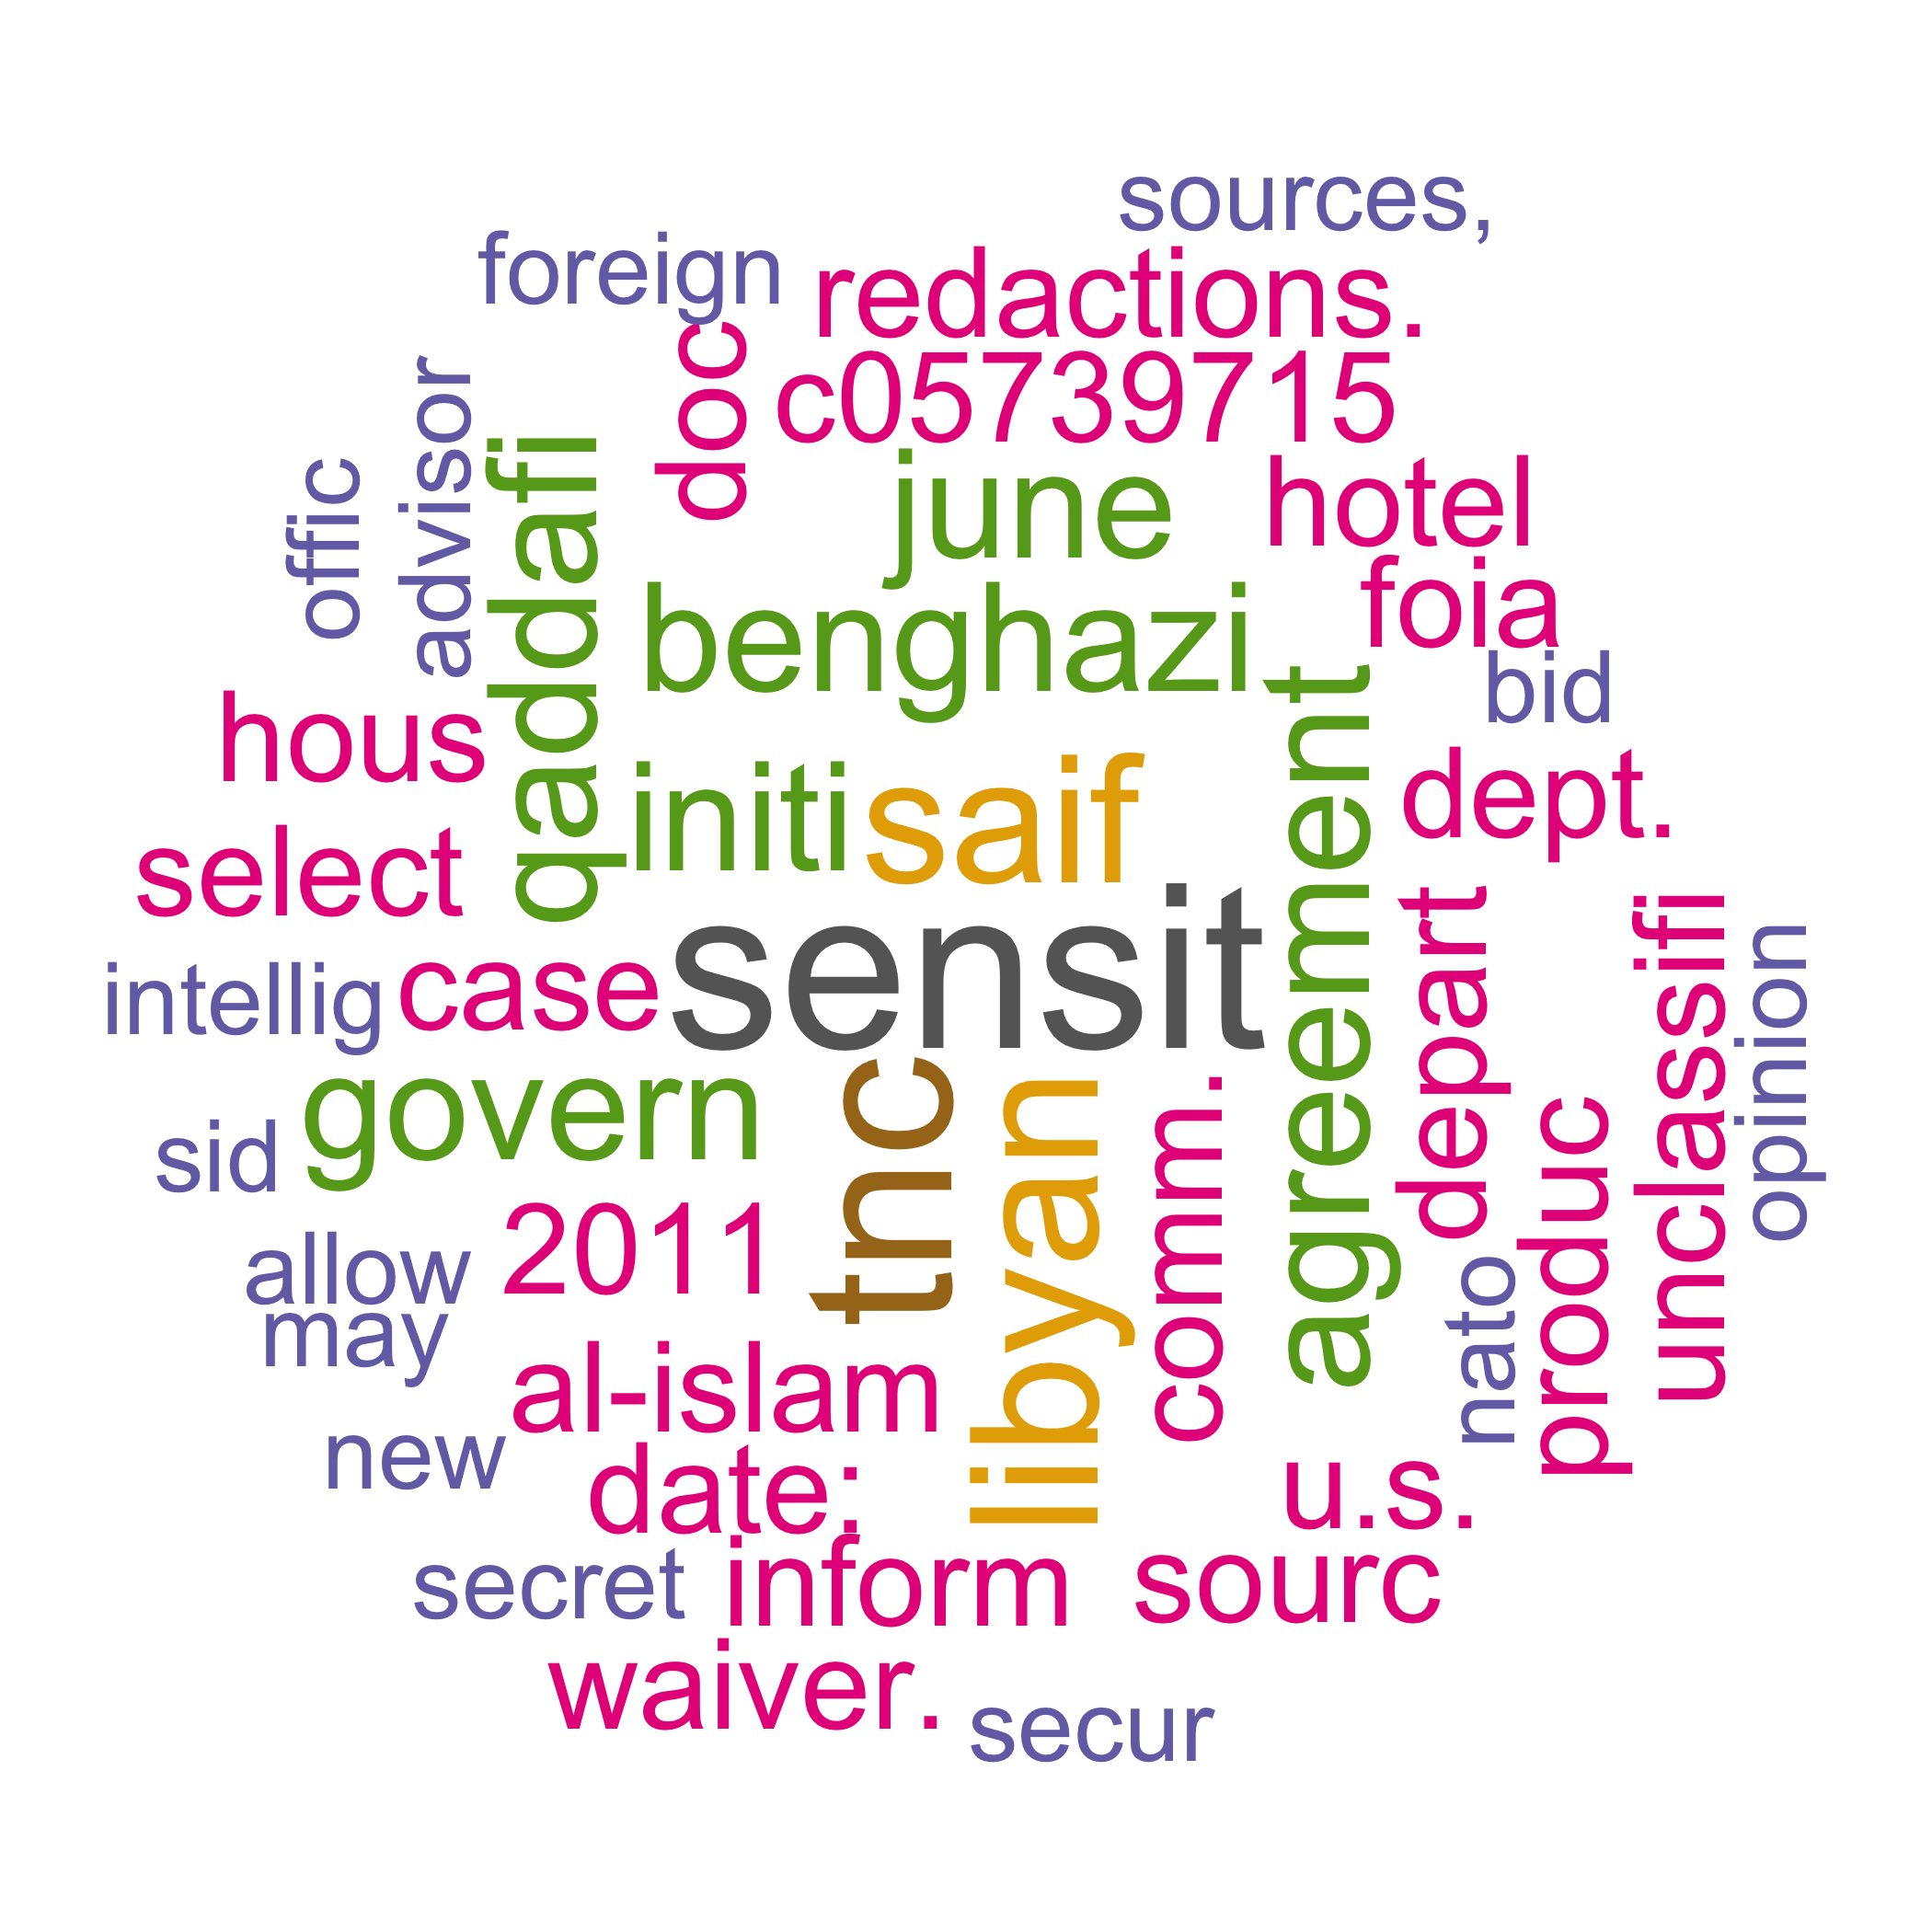 sources,
foreign
redactions.
doc
c05739715
advisor
offic
qaddafi
june
hotel
benghazi
foia
bid
hous
initi
saif
agreement
dept.
select
sensit
depart
unclassifi
opinion
intellig
case
govern
tnc
libyan
comm.
produc
sid
2011
allow
may
nato
al-islam
new
date:
u.s.
secret
inform
sourc
waiver.
secur